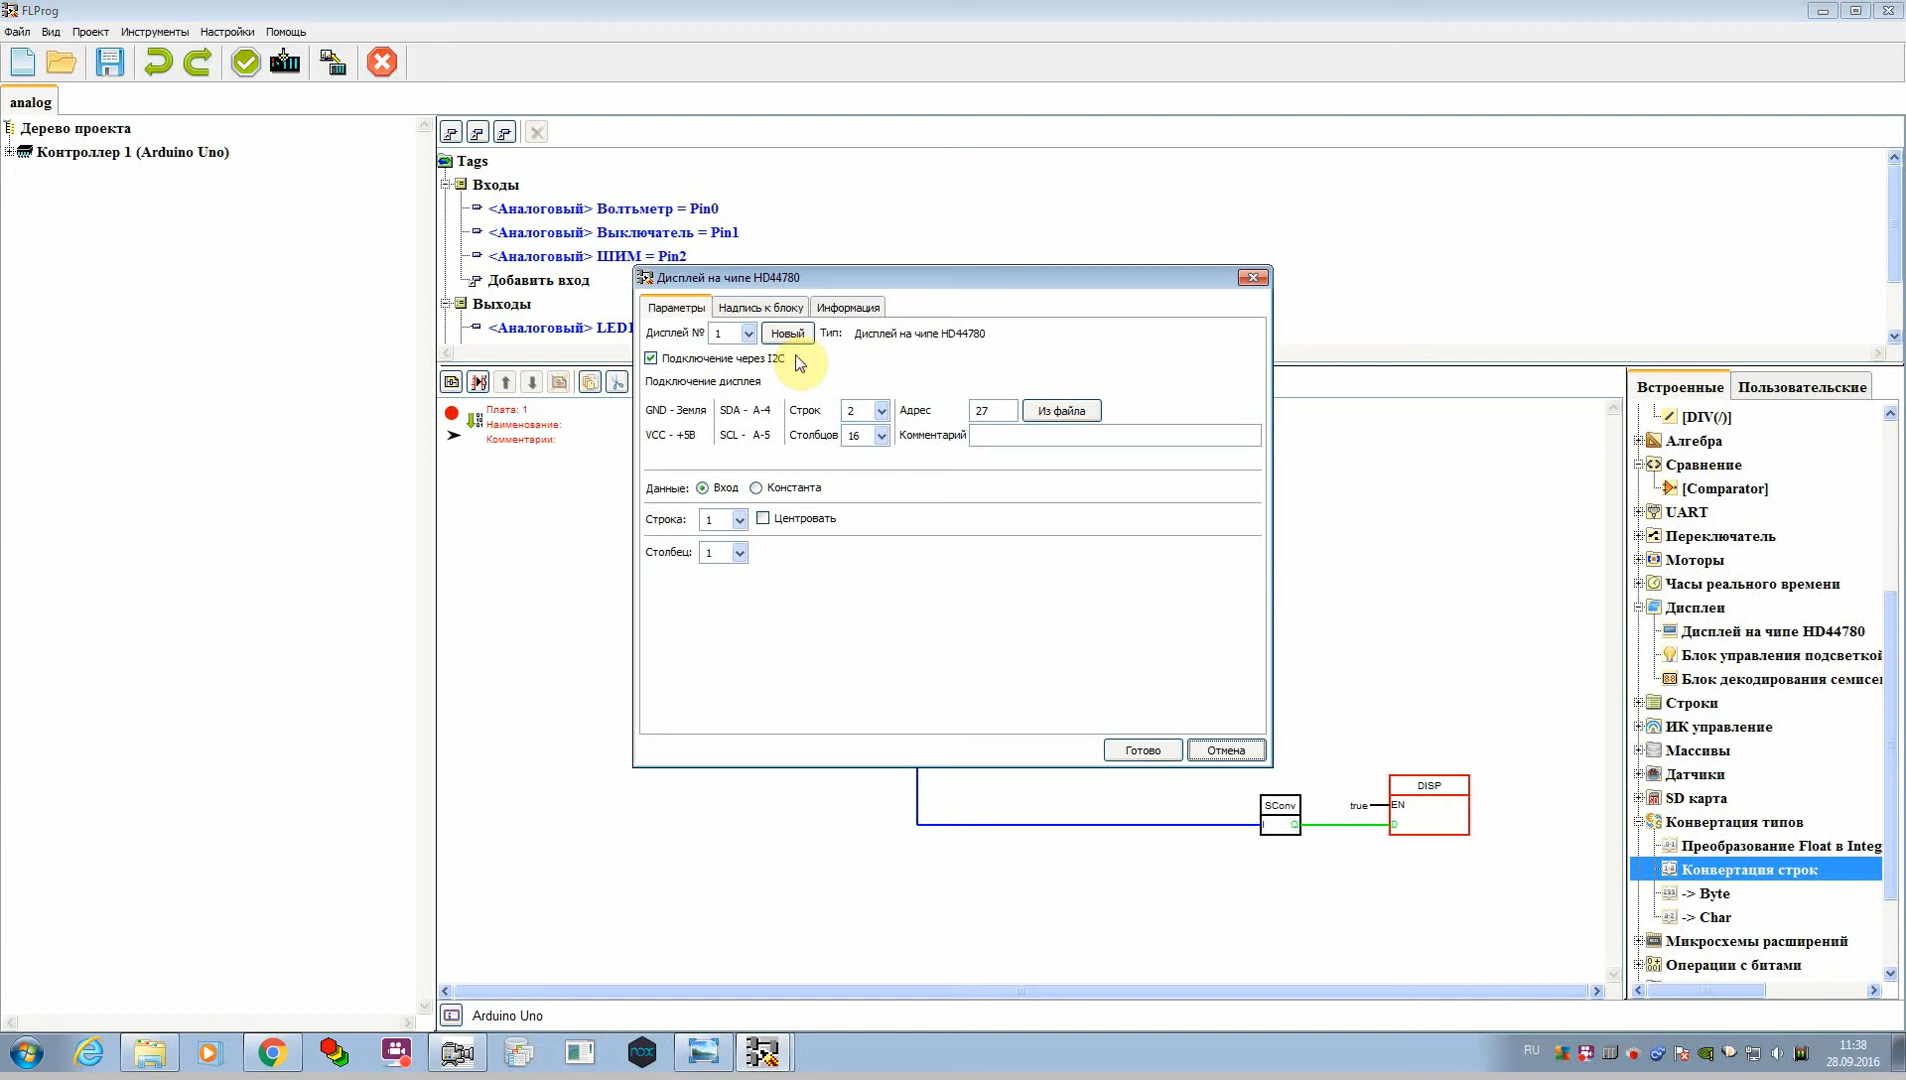 FLProg
Файл Вид Проект Инструменты Настройки Помощь
analog
Дерево проекта
Контроллер 1 (Arduino Uno)
Tags
Входы
<Аналоговый> Волтьметр = Pin0
<Аналоговый> Выключатель = Pin1
<Аналоговый> ШИМ = Pin2
Добавить вход
Выходы
<Аналоговый>
Плата: 1
Наименование:
Комментарии:
Дисплей на чипе HD44780
Параметры Надпись к блоку Информация
Дисплей № 1 Новый Тип: Дисплей на чипе HD44780
Подключение через I2C
Подключение дисплея
GND - Земля SDA - A-4 Строк 2 Адрес 27 Из файла
VCC - +5В SCL - A-5 Столбцов 16 Комментарий
Данные: Вход Константа
Строка: 1 Центровать
Столбец: 1
Готово Отмена
SConv
I Q
true
DISP
EN
D
Встроенные Пользовательские
[DIV(/)]
Алгебра
Сравнение
[Comparator]
UART
Переключатель
Моторы
Часы реального времени
Дисплеи
Дисплей на чипе HD44780
Блок управления подсветкой
Блок декодирования
Строки
ИК управление
Массивы
Датчики
SD карта
Конвертация типов
Преобразование Float в
Конвертация строк
-> Byte
-> Char
Микросхемы расширений
Операции с битами
Arduino Uno
RU
11:38
28.09.2016